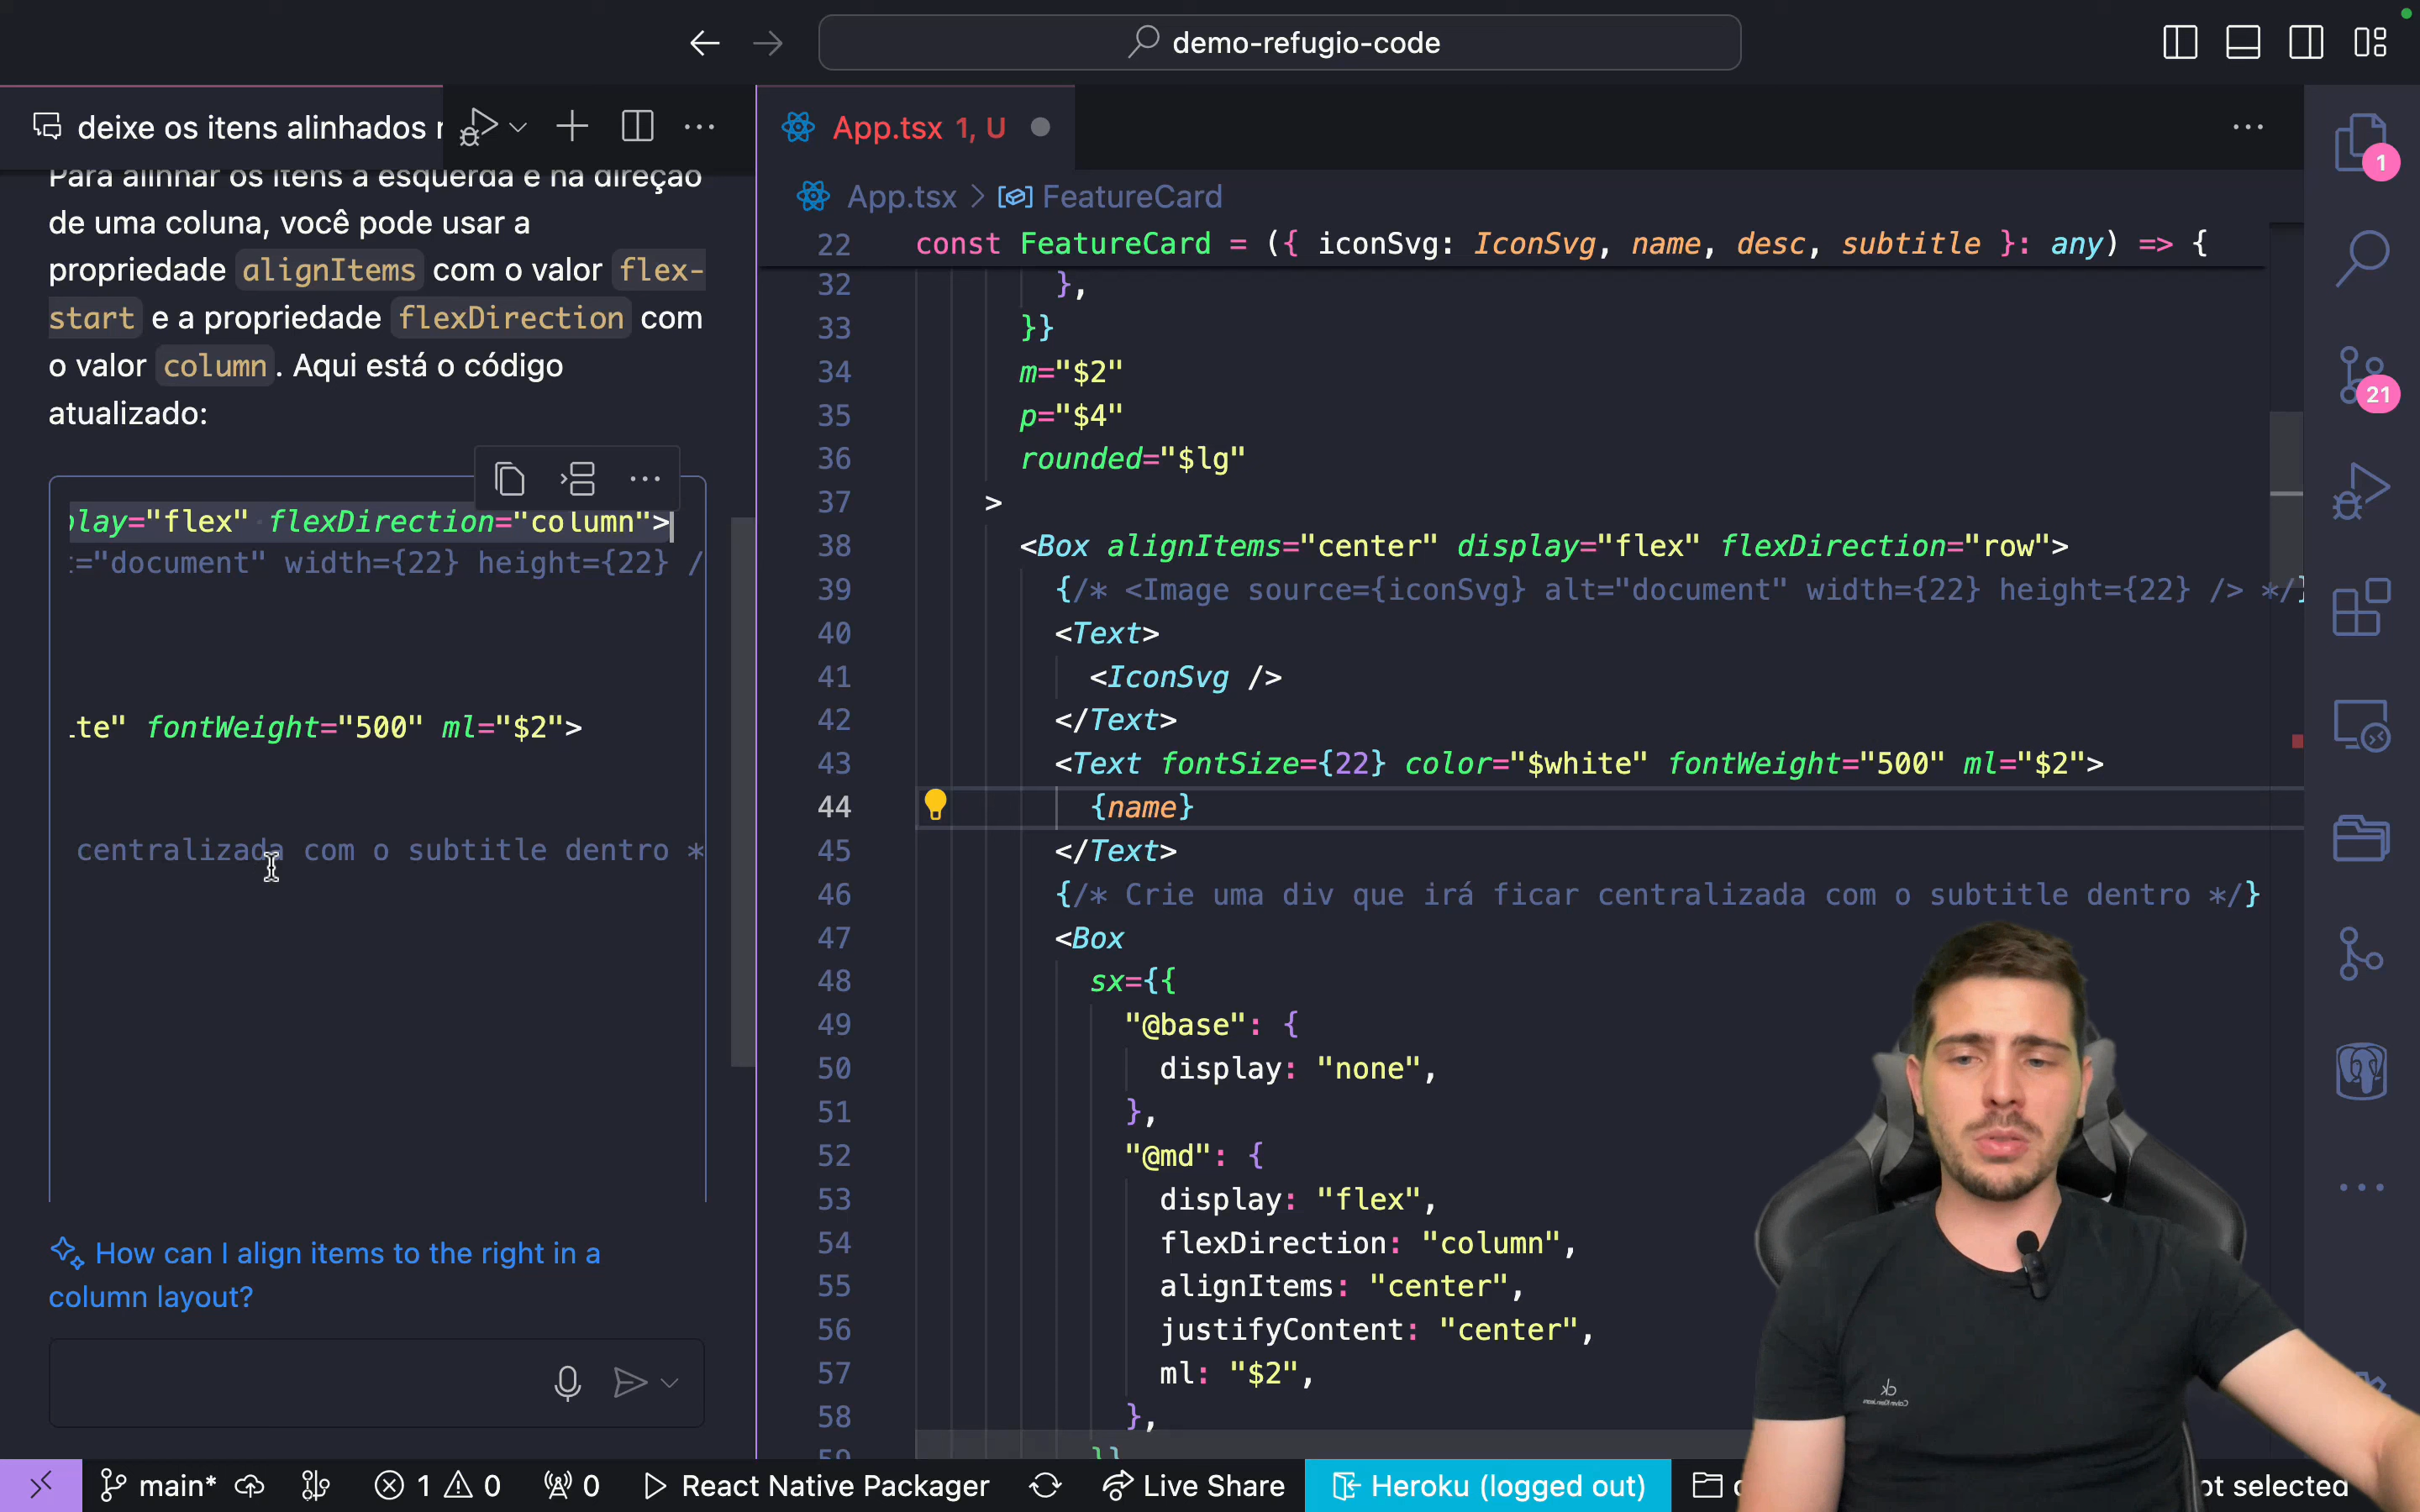 demo-refugio-code
deixe os itens alinhados
App.tsx 1, U
Para alinhar os itens à esquerda e na direção
de uma coluna, você pode usar a
propriedade alignItems com o valor flex-
start e a propriedade flexDirection com
o valor column. Aqui está o código
atualizado:
play="flex" flexDirection="column">
="document" width={22} height={22} /
te" fontWeight="500" ml="$2">
centralizada com o subtitle dentro *
How can I align items to the right in a
column layout?
App.tsx > FeatureCard
22 const FeatureCard = ({ iconSvg: IconSvg, name, desc, subtitle }: any) => {
32 },
33 }}
34 m="$2"
35 p="$4"
36 rounded="$lg"
37 >
38 <Box alignItems="center" display="flex" flexDirection="row">
39 {/* <Image source={iconSvg} alt="document" width={22} height={22} /> */}
40 <Text>
41 <IconSvg />
42 </Text>
43 <Text fontSize={22} color="$white" fontWeight="500" ml="$2">
44 {name}
45 </Text>
46 {/* Crie uma div que irá ficar centralizada com o subtitle dentro */}
47 <Box
48 sx={{
49 "@base": {
50 display: "none",
51 },
52 "@md": {
53 display: "flex",
54 flexDirection: "column",
55 alignItems: "center",
56 justifyContent: "center",
57 ml: "$2",
58 },
59 }}
1
21
ck
Calvin Klein Jeans
main* 1 0 0 React Native Packager Live Share Heroku (logged out) selected